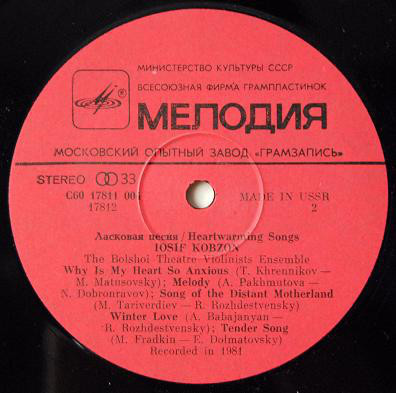 МИНИСТЕРСТВО КУЛЬТУРЫ СССР
ВСЕСОЮЗНАЯ ФИРМА ГРАМПЛАСТИНОК
МЕЛОДИЯ
МОСКОВСКИЙ ОПЫТНЫЙ ЗАВОД «ГРАМЗАПИСЬ»
STEREO 33
С60 17811 004
17812
MADE IN USSR
2
Ласковая песня / Heartwarming Songs
IOSIF KOBZON
The Bolshoi Theatre Violinists Ensemble
Why Is My Heart So Anxious (T. Khrennikov —
M. Matusovsky); Melody (A. Pakhmutova —
N. Dobronravov); Song of the Distant Motherland
(M. Tariverdiev — R. Rozhdestvensky);
Winter Love (A. Babajanyan —
R. Rozhdestvensky); Tender Song
(M. Fradkin — E. Dolmatovsky)
Recorded in 1981